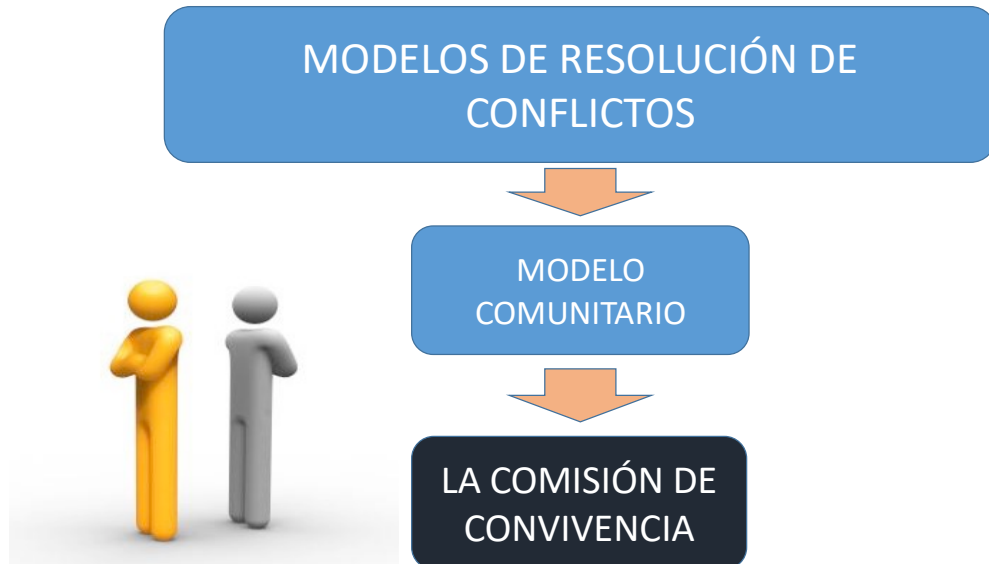 MODELOS DE RESOLUCIÓN DE
CONFLICTOS
MODELO
COMUNITARIO
LA COMISIÓN DE
CONVIVENCIA